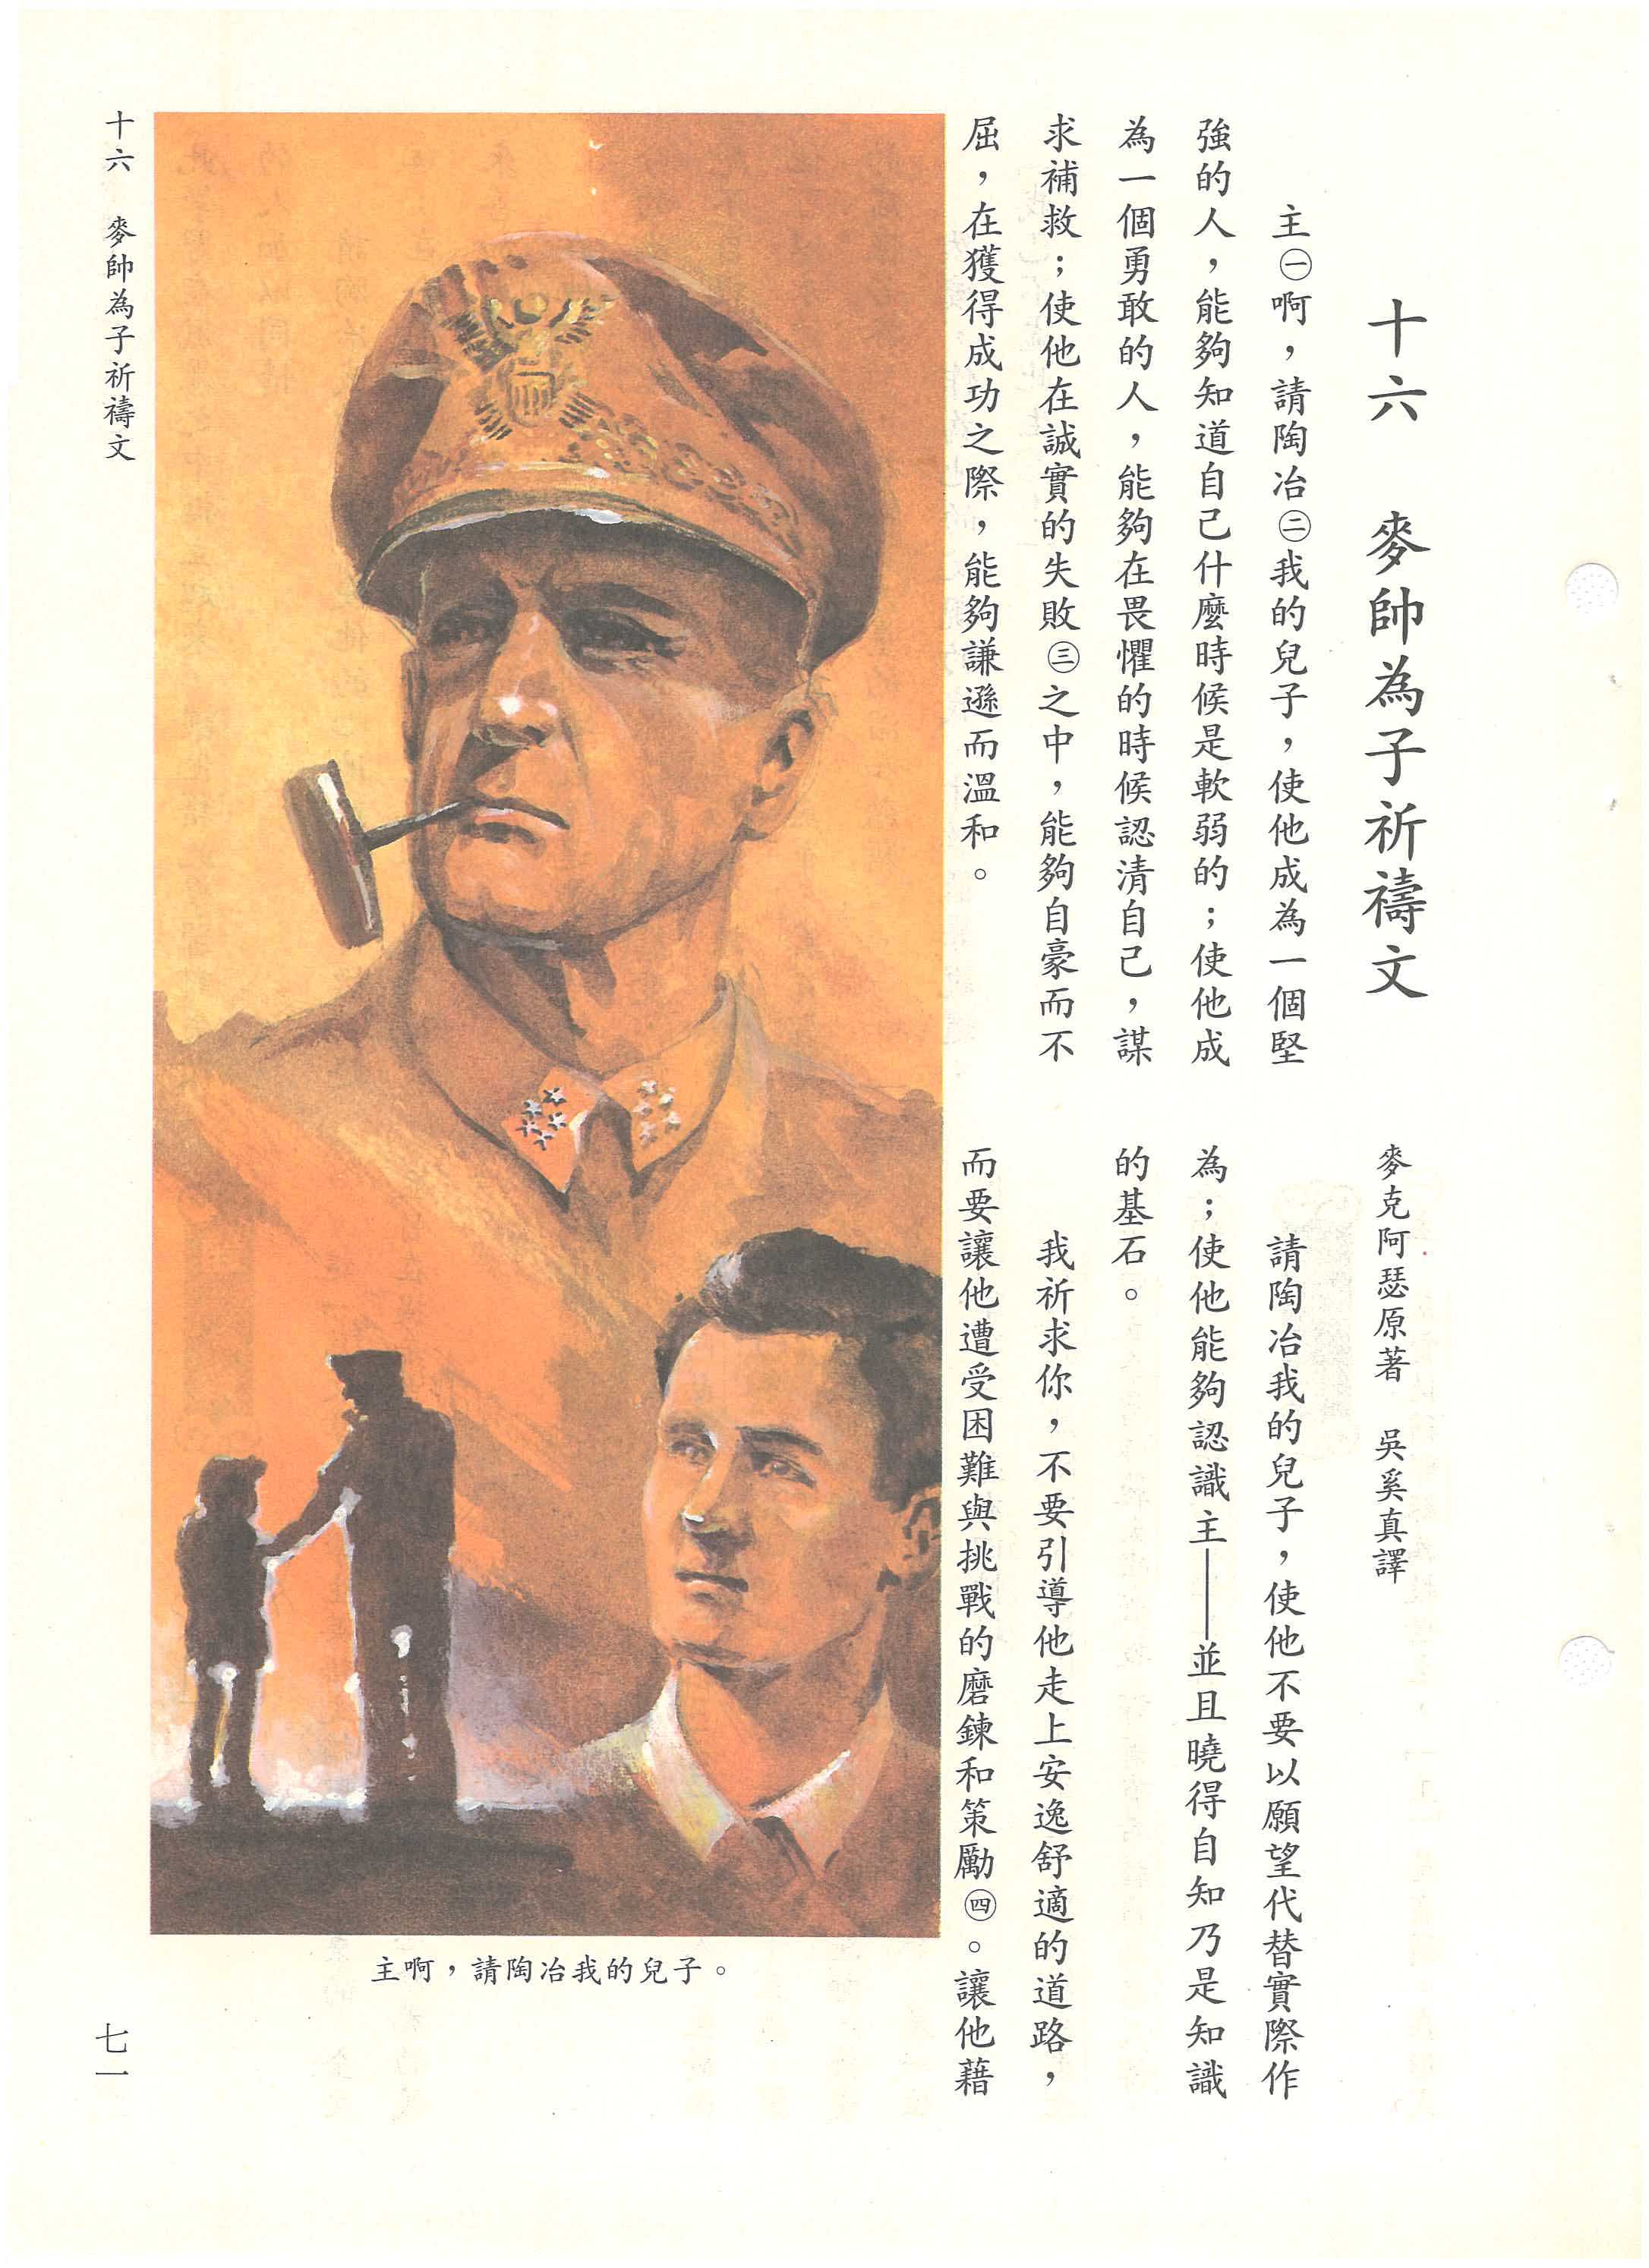 十六　麥帥為子祈禱文
麥克阿瑟原著　吳奚真譯
主㊀啊，請陶冶㊁我的兒子，使他成為一個堅
強的人，能夠知道自己什麼時候是軟弱的；使他成
為一個勇敢的人，能夠在畏懼的時候認清自己，謀
求補救；使他在誠實的失敗㊂之中，能夠自豪而不
屈，在獲得成功之際，能夠謙遜而溫和。
請陶冶我的兒子，使他不要以願望代替實際作
為；使他能夠認識主——並且曉得自知乃是知識
的基石。
我祈求你，不要引導他走上安逸舒適的道路，
而要讓他遭受困難與挑戰的磨鍊和策勵㊃。讓他藉
主啊，請陶冶我的兒子。
十六　麥帥為子祈禱文
七一